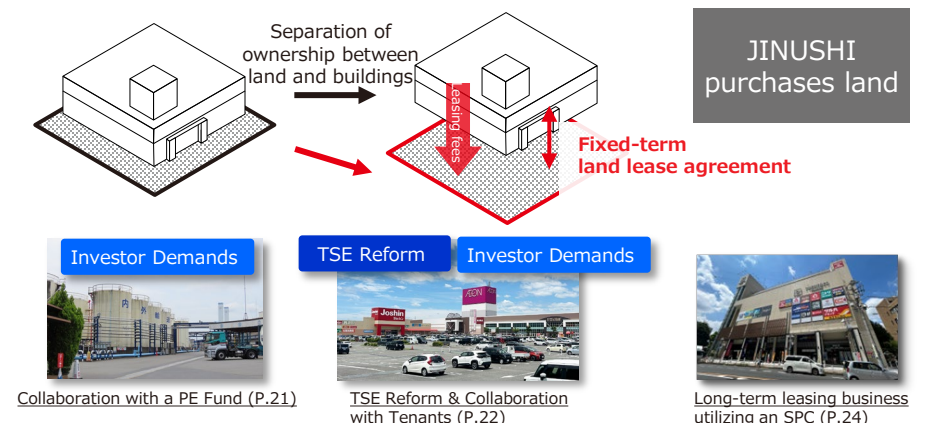 Separation of
ownership between
land and buildings
JINUSHI
purchases land
Leasing fees
Fixed-term
land lease agreement
Investor Demands
TSE Reform
Investor Demands
内
外
Joshin
AEON
Collaboration with a PE Fund (P.21)
TSE Reform & Collaboration
with Tenants (P.22)
Long-term leasing business
utilizing an SPC (P.24)